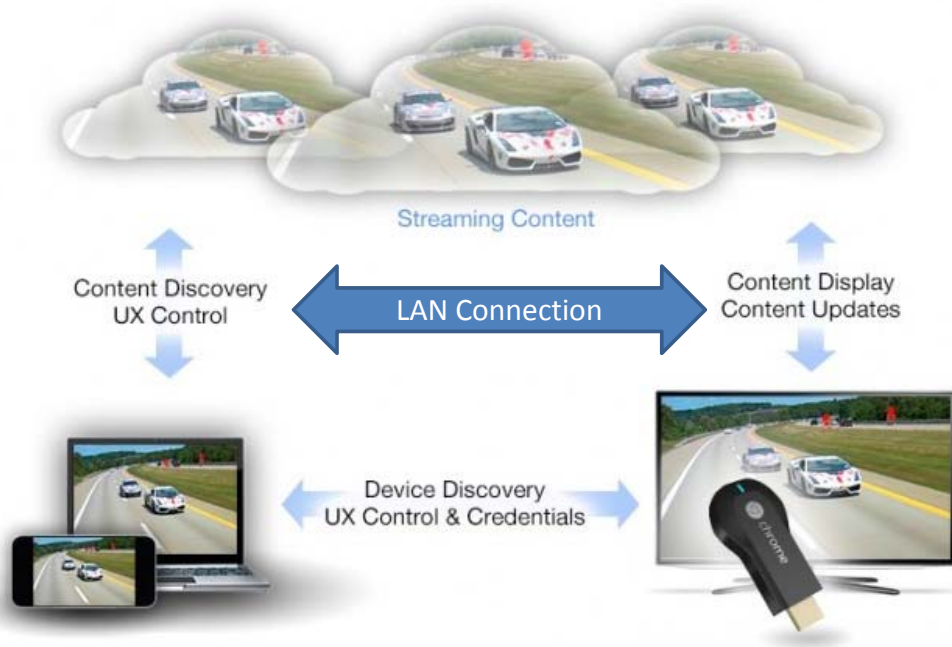 Streaming Content
Content Discovery
UX Control
LAN Connection
Content Display
Content Updates
Device Discovery
UX Control & Credentials
chrome